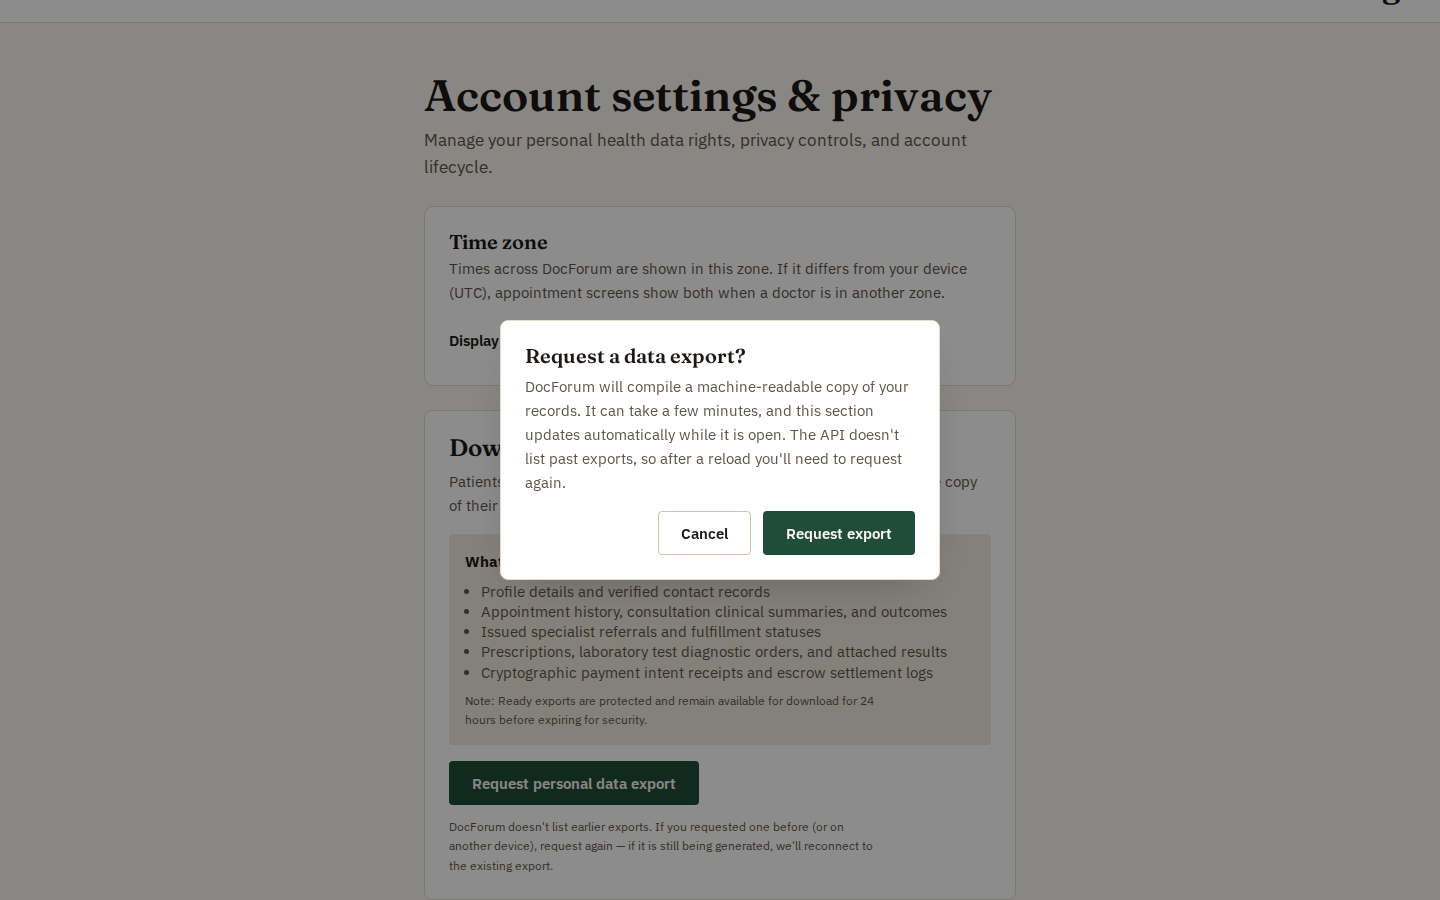 Account settings & privacy
Manage your personal health data rights, privacy controls, and account
lifecycle.
Time zone
Times across DocForum are shown in this zone. If it differs from your device
(UTC), appointment screens show both when a doctor is in another zone.
Display
Request a data export?
DocForum will compile a machine-readable copy of your
records. It can take a few minutes, and this section
updates automatically while it is open. The API doesn't
list past exports, so after a reload you'll need to request
again.
Cancel
Request export
Patients
copy
of their
Profile details and verified contact records
Appointment history, consultation clinical summaries, and outcomes
Issued specialist referrals and fulfillment statuses
Prescriptions, laboratory test diagnostic orders, and attached results
Cryptographic payment intent receipts and escrow settlement logs
Note: Ready exports are protected and remain available for download for 24
hours before expiring for security.
Request personal data export
DocForum doesn't list earlier exports. If you requested one before (or on
another device), request again — if it is still being generated, we'll reconnect to
the existing export.